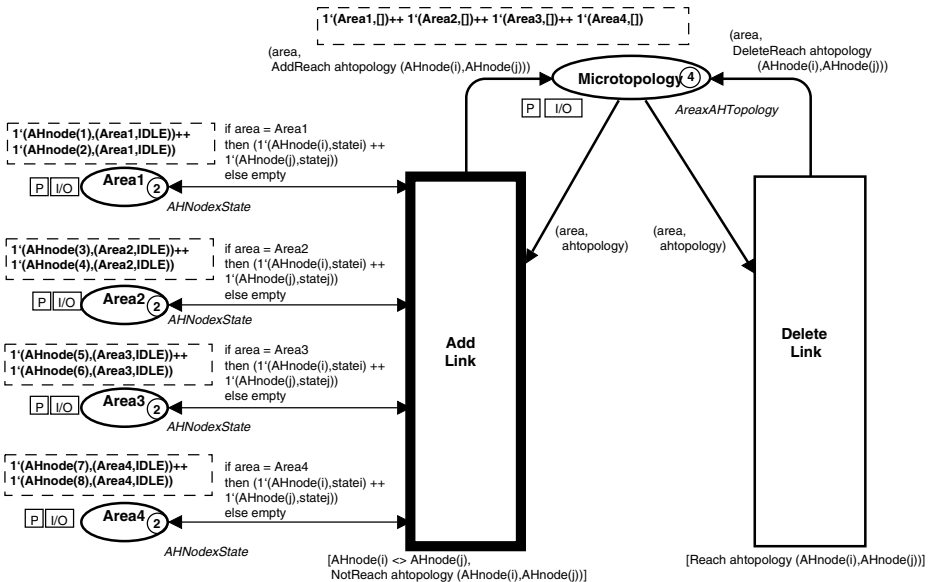 1‘(Area1,[])++ 1‘(Area2,[])++ 1‘(Area3,[])++ 1‘(Area4,[])
(area,
AddReach ahtopology (AHnode(i),AHnode(j)))
(area,
DeleteReach ahtopology
(AHnode(i),AHnode(j)))
Microtopology 4
P I/O
AreaxAHTopology
1‘(AHnode(1),(Area1,IDLE))++
1‘(AHnode(2),(Area1,IDLE))
if area = Area1
then (1‘(AHnode(i),statei) ++
1‘(AHnode(j),statej))
else empty
P I/O
Area1
2
AHNodexState
(area,
ahtopology)
(area,
ahtopology)
1‘(AHnode(3),(Area2,IDLE))++
1‘(AHnode(4),(Area2,IDLE))
if area = Area2
then (1‘(AHnode(i),statei) ++
1‘(AHnode(j),statej))
else empty
P I/O
Area2
2
AHNodexState
Add
Link
Delete
Link
1‘(AHnode(5),(Area3,IDLE))++
1‘(AHnode(6),(Area3,IDLE))
if area = Area3
then (1‘(AHnode(i),statei) ++
1‘(AHnode(j),statej))
else empty
P I/O
Area3
2
AHNodexState
1‘(AHnode(7),(Area4,IDLE))++
1‘(AHnode(8),(Area4,IDLE))
if area = Area4
then (1‘(AHnode(i),statei) ++
1‘(AHnode(j),statej))
else empty
P I/O
Area4
2
AHNodexState
[AHnode(i) <> AHnode(j),
NotReach ahtopology (AHnode(i),AHnode(j))]
[Reach ahtopology (AHnode(i),AHnode(j))]